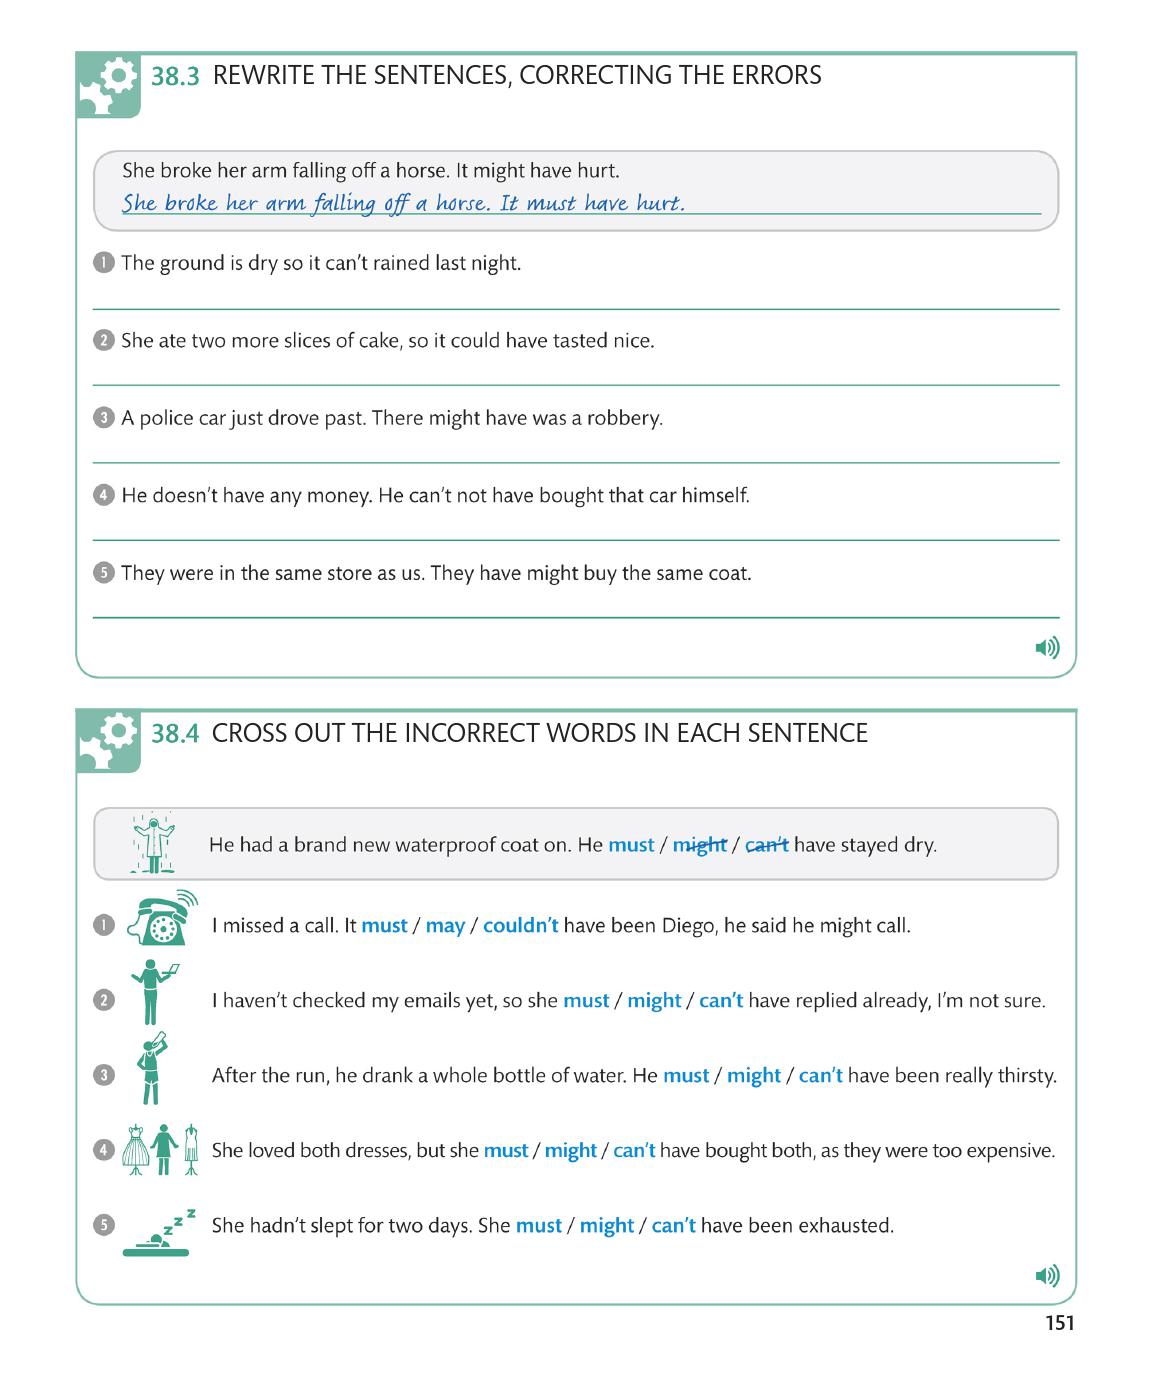 38.3 REWRITE THE SENTENCES, CORRECTING THE ERRORS
She broke her arm falling off a horse. It might have hurt.
She broke her arm falling off a horse. It must have hurt.
1 The ground is dry so it can't rained last night.
2 She ate two more slices of cake, so it could have tasted nice.
3 A police car just drove past. There might have was a robbery.
4 He doesn't have any money. He can't not have bought that car himself.
5 They were in the same store as us. They have might buy the same coat.
38.4 CROSS OUT THE INCORRECT WORDS IN EACH SENTENCE
He had a brand new waterproof coat on. He must / might / can't have stayed dry.
1 I missed a call. It must / may / couldn't have been Diego, he said he might call.
2 I haven't checked my emails yet, so she must / might / can't have replied already, I'm not sure.
3 After the run, he drank a whole bottle of water. He must / might / can't have been really thirsty.
4 She loved both dresses, but she must / might / can't have bought both, as they were too expensive.
z z z
5 She hadn't slept for two days. She must / might / can't have been exhausted.
151